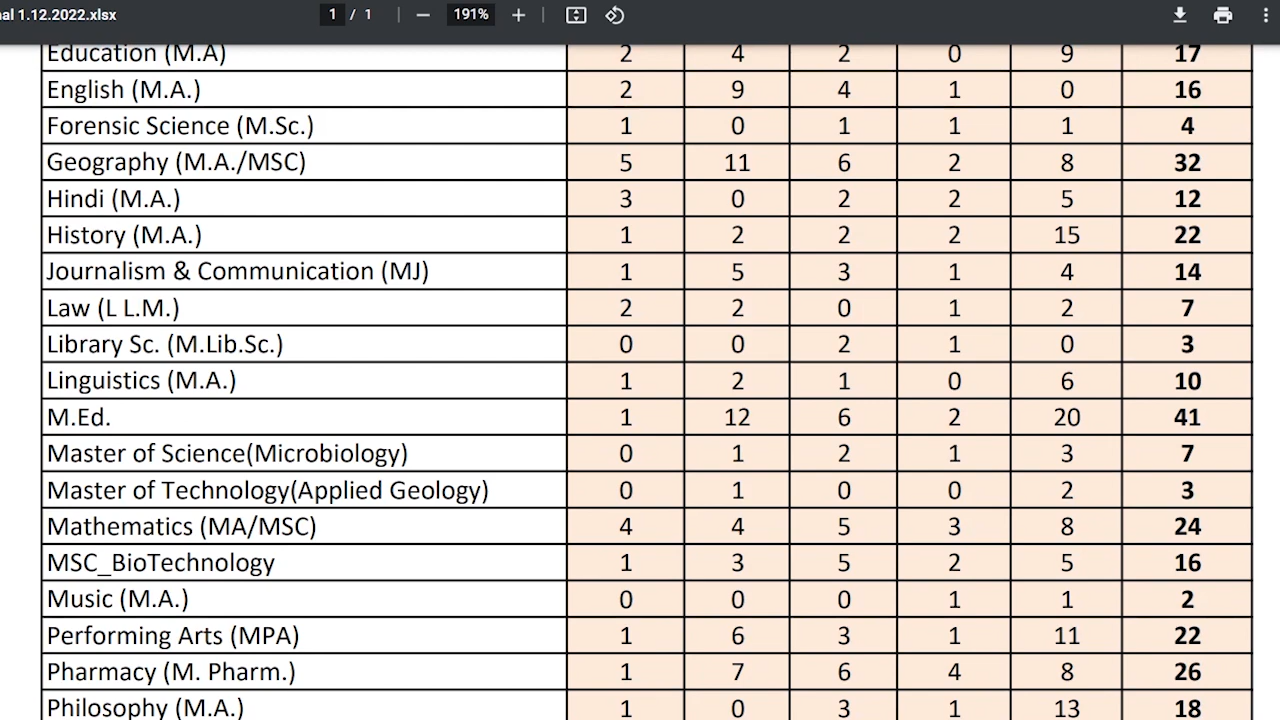 al 1.12.2022.xlsx 1 / 1 191%
Education (M.A) 2 4 2 0 9 17
English (M.A.) 2 9 4 1 0 16
Forensic Science (M.Sc.) 1 0 1 1 1 4
Geography (M.A./MSC) 5 11 6 2 8 32
Hindi (M.A.) 3 0 2 2 5 12
History (M.A.) 1 2 2 2 15 22
Journalism & Communication (MJ) 1 5 3 1 4 14
Law (L L.M.) 2 2 0 1 2 7
Library Sc. (M.Lib.Sc.) 0 0 2 1 0 3
Linguistics (M.A.) 1 2 1 0 6 10
M.Ed. 1 12 6 2 20 41
Master of Science(Microbiology) 0 1 2 1 3 7
Master of Technology(Applied Geology) 0 1 0 0 2 3
Mathematics (MA/MSC) 4 4 5 3 8 24
MSC_BioTechnology 1 3 5 2 5 16
Music (M.A.) 0 0 0 1 1 2
Performing Arts (MPA) 1 6 3 1 11 22
Pharmacy (M. Pharm.) 1 7 6 4 8 26
Philosophy (M.A.) 1 0 3 1 13 18